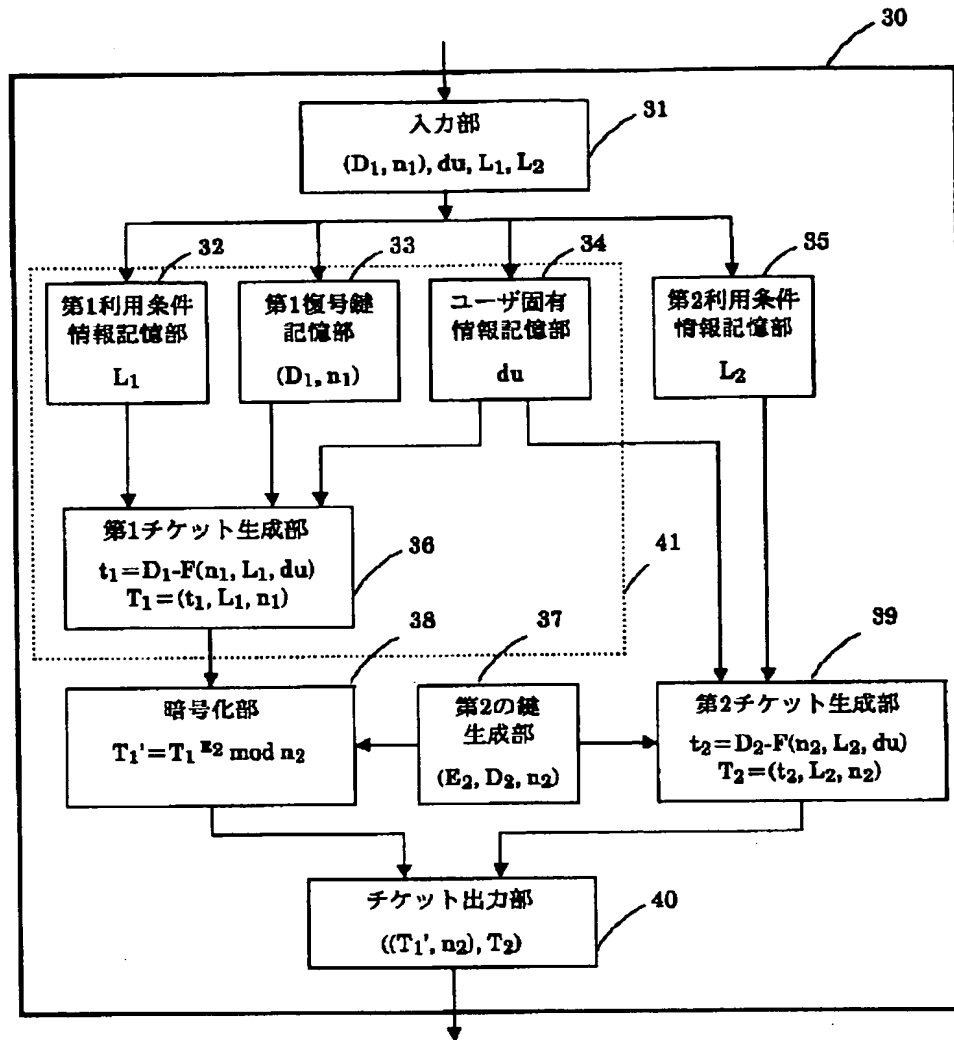 30
入力部
(D₁, n₁), du, L₁, L₂
31
32
33
34
35
第1利用条件
情報記憶部
L₁
第1復号鍵
記憶部
(D₁, n₁)
ユーザ固有
情報記憶部
du
第2利用条件
情報記憶部
L₂
第1チケット生成部
t₁=D₁-F(n₁, L₁, du)
T₁=(t₁, L₁, n₁)
36
41
38
37
39
暗号化部
T₁'=T₁^E₂ mod n₂
第2の鍵
生成部
(E₂, D₂, n₂)
第2チケット生成部
t₂=D₂-F(n₂, L₂, du)
T₂=(t₂, L₂, n₂)
チケット出力部
((T₁', n₂), T₂)
40